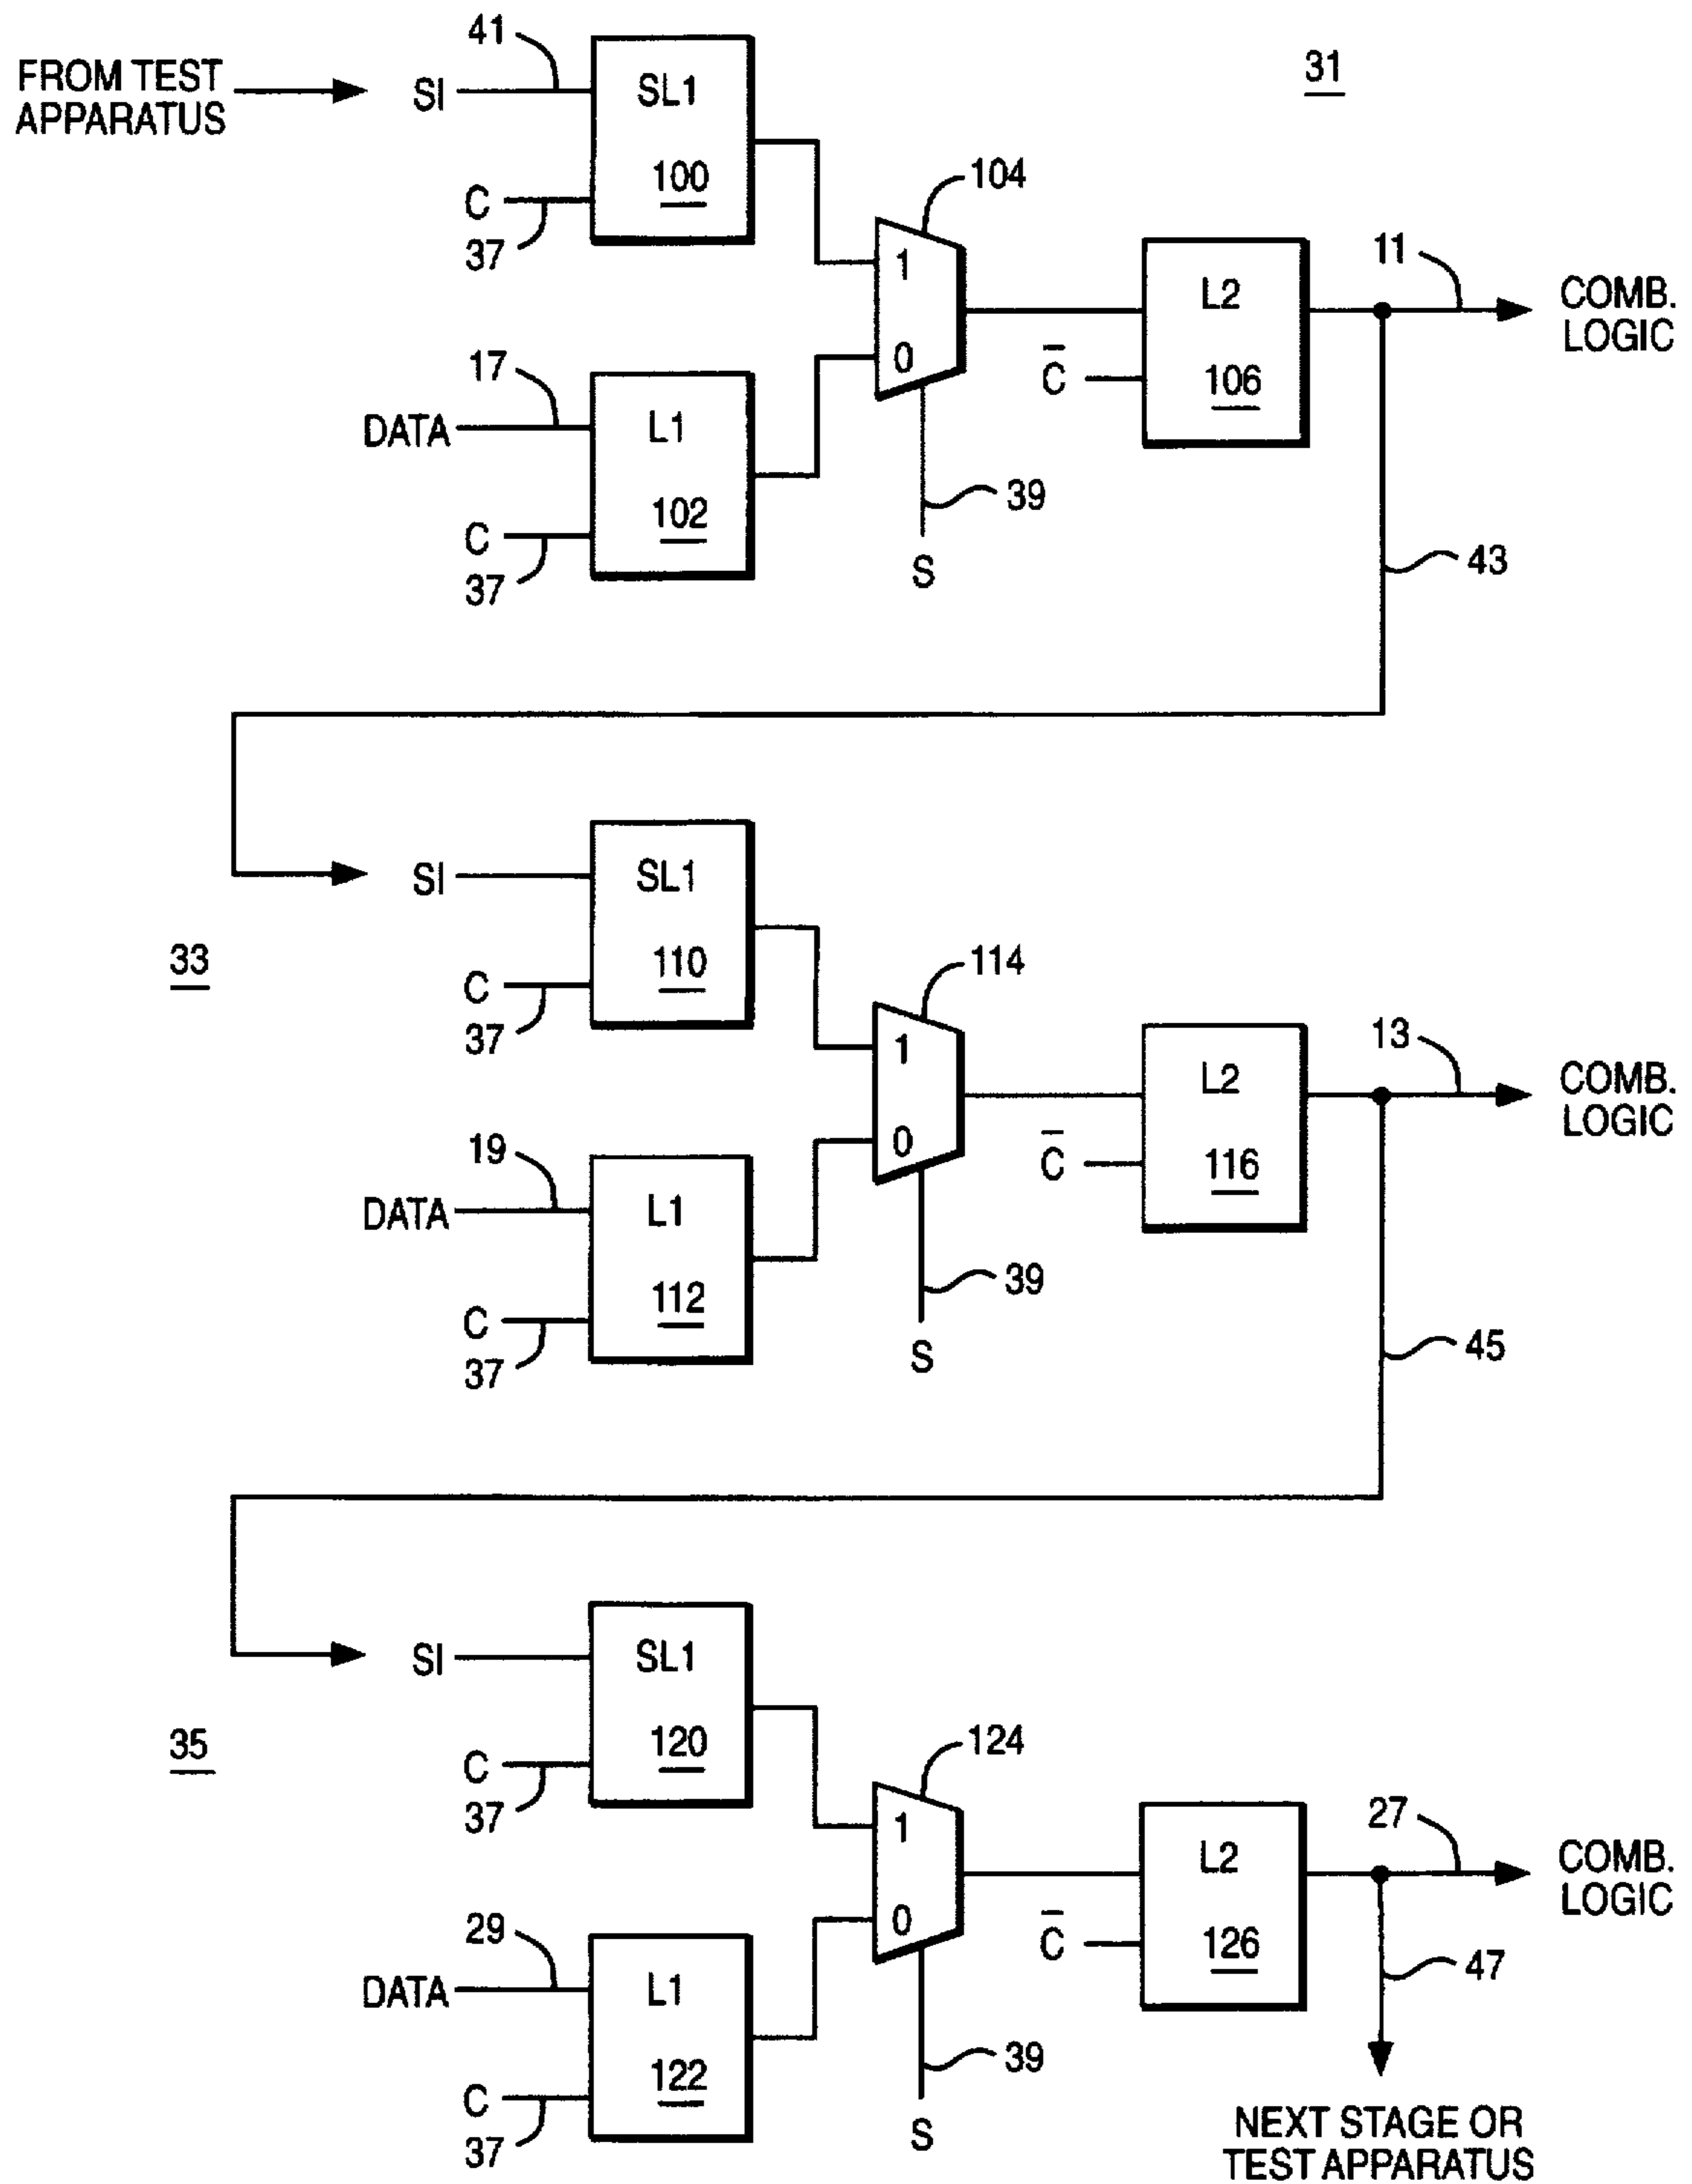 41
FROM TEST
APPARATUS
SI
SL1
31
C
100
37
104
1
L2
11
COMB.
LOGIC
17
0
C̅
106
DATA
L1
C
102
39
37
S
43
SI
SL1
33
C
110
114
37
1
L2
13
COMB.
LOGIC
19
0
C̅
116
DATA
L1
C
112
39
37
S
45
SI
SL1
35
C
120
124
37
1
L2
27
COMB.
LOGIC
29
0
C̅
126
47
DATA
L1
C
122
39
37
S
NEXT STAGE OR
TEST APPARATUS